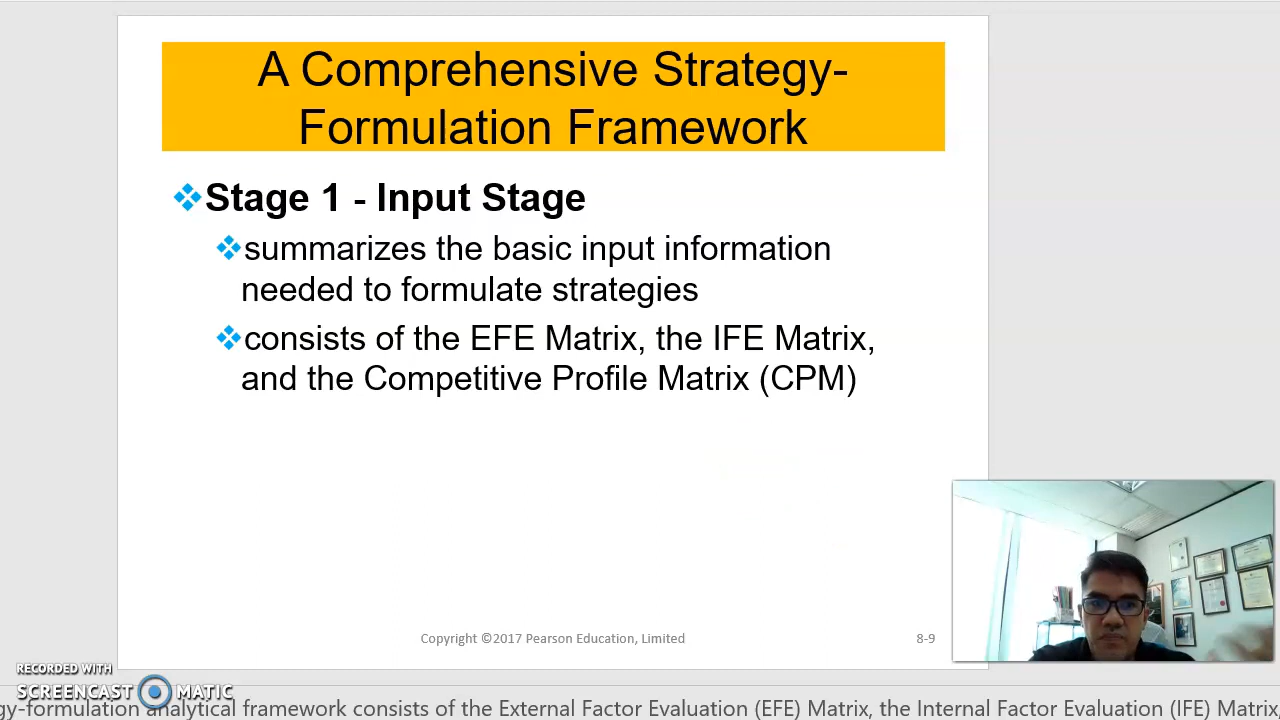 A Comprehensive Strategy-
Formulation Framework
Stage 1 - Input Stage
summarizes the basic input information
needed to formulate strategies
consists of the EFE Matrix, the IFE Matrix,
and the Competitive Profile Matrix (CPM)
Copyright ©2017 Pearson Education, Limited
8-9
RECORDED WITH
SCREENCAST MATIC
gy-formulation analytical framework consists of the External Factor Evaluation (EFE) Matrix, the Internal Factor Evaluation (IFE) Matrix,